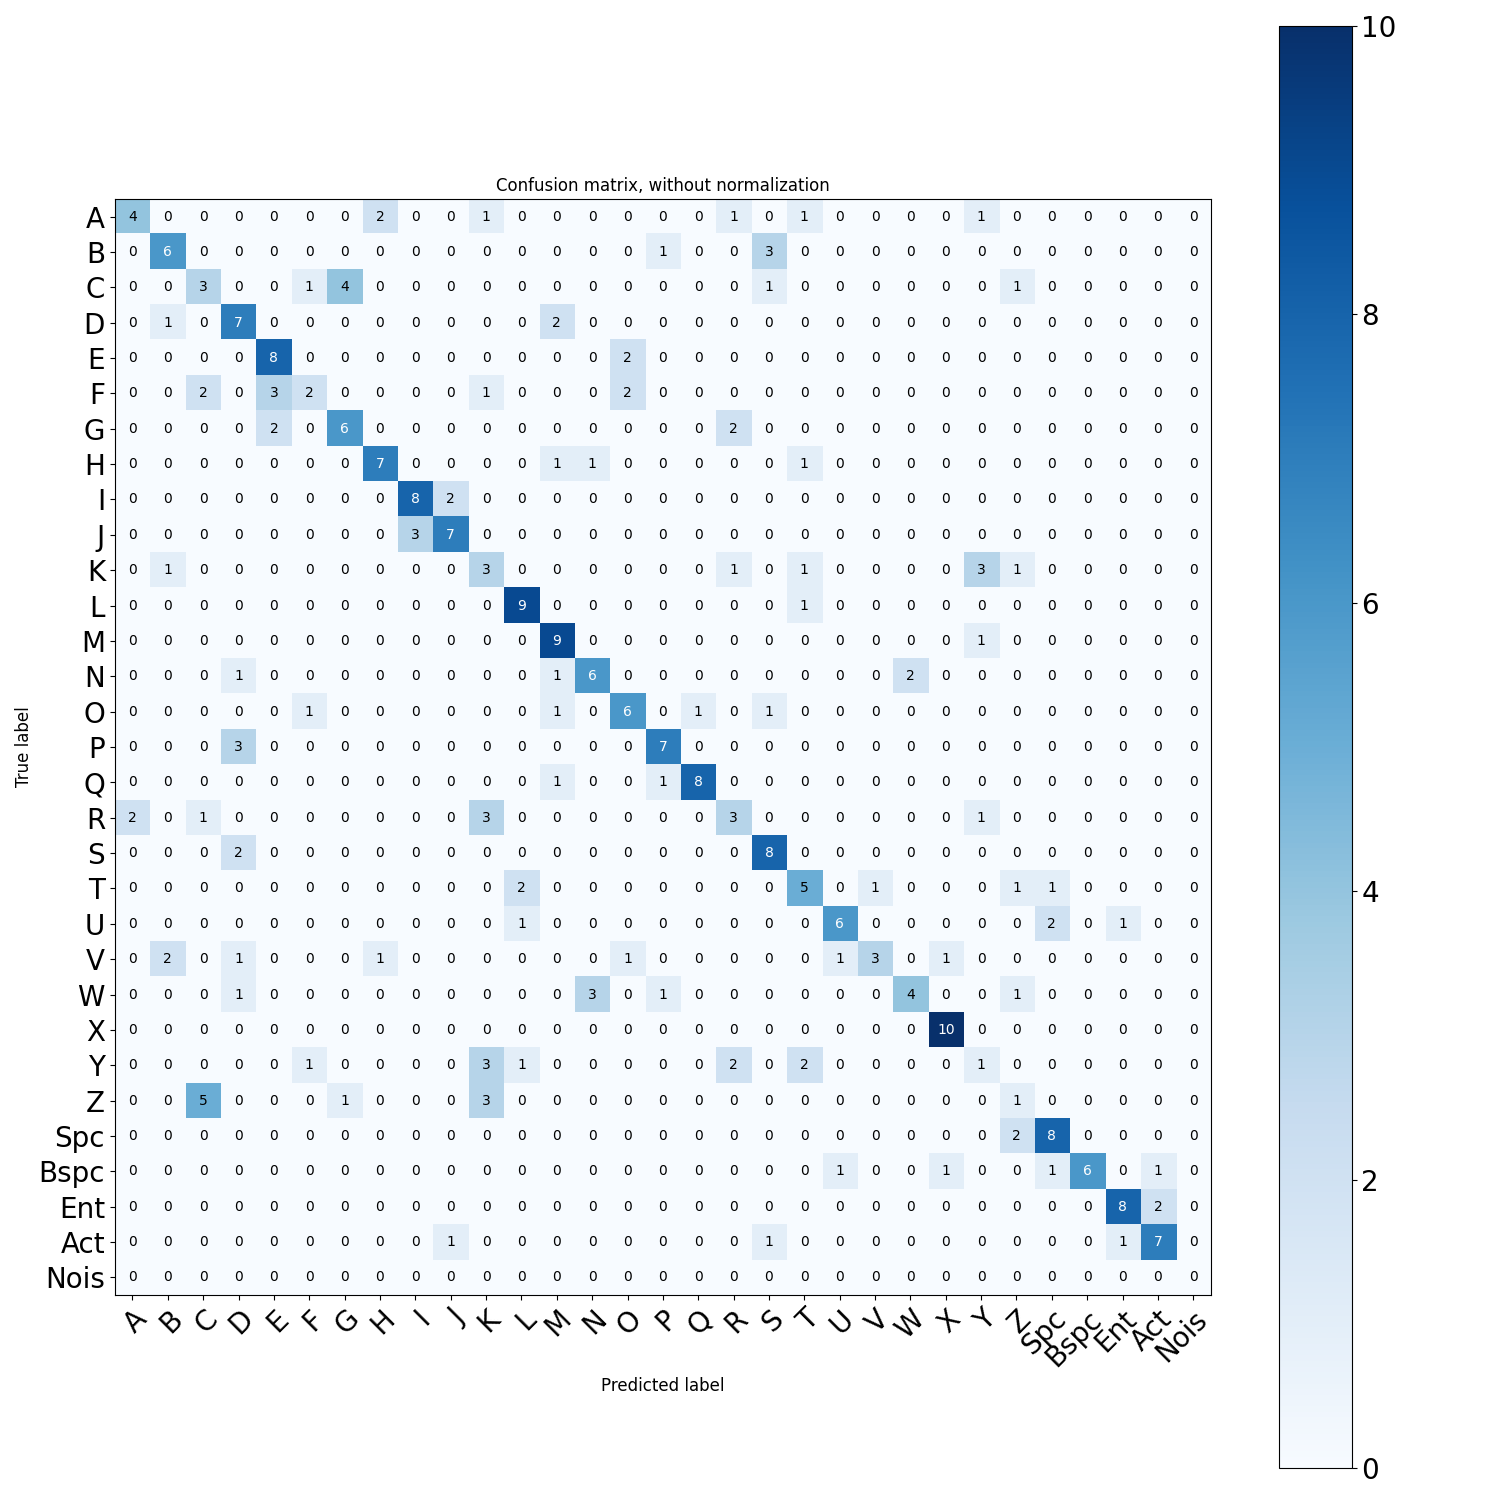 Confusion matrix, without normalization
A 4 0 0 0 0 0 0 2 0 0 1 0 0 0 0 0 0 1 0 1 0 0 0 0 1 0 0 0 0 0 0
B 0 6 0 0 0 0 0 0 0 0 0 0 0 0 0 1 0 0 3 0 0 0 0 0 0 0 0 0 0 0 0
C 0 0 3 0 0 1 4 0 0 0 0 0 0 0 0 0 0 0 1 0 0 0 0 0 0 1 0 0 0 0 0
D 0 1 0 7 0 0 0 0 0 0 0 0 2 0 0 0 0 0 0 0 0 0 0 0 0 0 0 0 0 0 0
E 0 0 0 0 8 0 0 0 0 0 0 0 0 0 2 0 0 0 0 0 0 0 0 0 0 0 0 0 0 0 0
F 0 0 2 0 3 2 0 0 0 0 1 0 0 0 2 0 0 0 0 0 0 0 0 0 0 0 0 0 0 0 0
G 0 0 0 0 2 0 6 0 0 0 0 0 0 0 0 0 0 2 0 0 0 0 0 0 0 0 0 0 0 0 0
H 0 0 0 0 0 0 0 7 0 0 0 0 1 1 0 0 0 0 0 1 0 0 0 0 0 0 0 0 0 0 0
I 0 0 0 0 0 0 0 0 8 2 0 0 0 0 0 0 0 0 0 0 0 0 0 0 0 0 0 0 0 0 0
J 0 0 0 0 0 0 0 0 3 7 0 0 0 0 0 0 0 0 0 0 0 0 0 0 0 0 0 0 0 0 0
K 0 1 0 0 0 0 0 0 0 0 3 0 0 0 0 0 0 1 0 1 0 0 0 0 3 1 0 0 0 0 0
L 0 0 0 0 0 0 0 0 0 0 0 9 0 0 0 0 0 0 0 1 0 0 0 0 0 0 0 0 0 0 0
M 0 0 0 0 0 0 0 0 0 0 0 0 9 0 0 0 0 0 0 0 0 0 0 0 1 0 0 0 0 0 0
N 0 0 0 1 0 0 0 0 0 0 0 0 1 6 0 0 0 0 0 0 0 0 2 0 0 0 0 0 0 0 0
O 0 0 0 0 0 1 0 0 0 0 0 0 1 0 6 0 1 0 1 0 0 0 0 0 0 0 0 0 0 0 0
P 0 0 0 3 0 0 0 0 0 0 0 0 0 0 0 7 0 0 0 0 0 0 0 0 0 0 0 0 0 0 0
Q 0 0 0 0 0 0 0 0 0 0 0 0 1 0 0 1 8 0 0 0 0 0 0 0 0 0 0 0 0 0 0
R 2 0 1 0 0 0 0 0 0 0 3 0 0 0 0 0 0 3 0 0 0 0 0 0 1 0 0 0 0 0 0
S 0 0 0 2 0 0 0 0 0 0 0 0 0 0 0 0 0 0 8 0 0 0 0 0 0 0 0 0 0 0 0
T 0 0 0 0 0 0 0 0 0 0 0 2 0 0 0 0 0 0 0 5 0 1 0 0 0 1 1 0 0 0 0
U 0 0 0 0 0 0 0 0 0 0 0 1 0 0 0 0 0 0 0 0 6 0 0 0 0 0 2 0 1 0 0
V 0 2 0 1 0 0 0 1 0 0 0 0 0 0 1 0 0 0 0 0 1 3 0 1 0 0 0 0 0 0 0
W 0 0 0 1 0 0 0 0 0 0 0 0 0 3 0 1 0 0 0 0 0 0 4 0 0 1 0 0 0 0 0
X 0 0 0 0 0 0 0 0 0 0 0 0 0 0 0 0 0 0 0 0 0 0 0 10 0 0 0 0 0 0 0
Y 0 0 0 0 0 1 0 0 0 0 3 1 0 0 0 0 0 2 0 2 0 0 0 0 1 0 0 0 0 0 0
Z 0 0 5 0 0 0 1 0 0 0 3 0 0 0 0 0 0 0 0 0 0 0 0 0 0 1 0 0 0 0 0
Spc 0 0 0 0 0 0 0 0 0 0 0 0 0 0 0 0 0 0 0 0 0 0 0 0 0 2 8 0 0 0 0
Bspc 0 0 0 0 0 0 0 0 0 0 0 0 0 0 0 0 0 0 0 0 1 0 0 1 0 0 1 6 0 1 0
Ent 0 0 0 0 0 0 0 0 0 0 0 0 0 0 0 0 0 0 0 0 0 0 0 0 0 0 0 0 8 2 0
Act 0 0 0 0 0 0 0 0 0 1 0 0 0 0 0 0 0 0 1 0 0 0 0 0 0 0 0 0 1 7 0
Nois 0 0 0 0 0 0 0 0 0 0 0 0 0 0 0 0 0 0 0 0 0 0 0 0 0 0 0 0 0 0 0
A B C D E F G H I J K L M N O P Q R S T U V W X Y Z Spc Bspc Ent Act Nois
Predicted label
True label
10
8
6
4
2
0